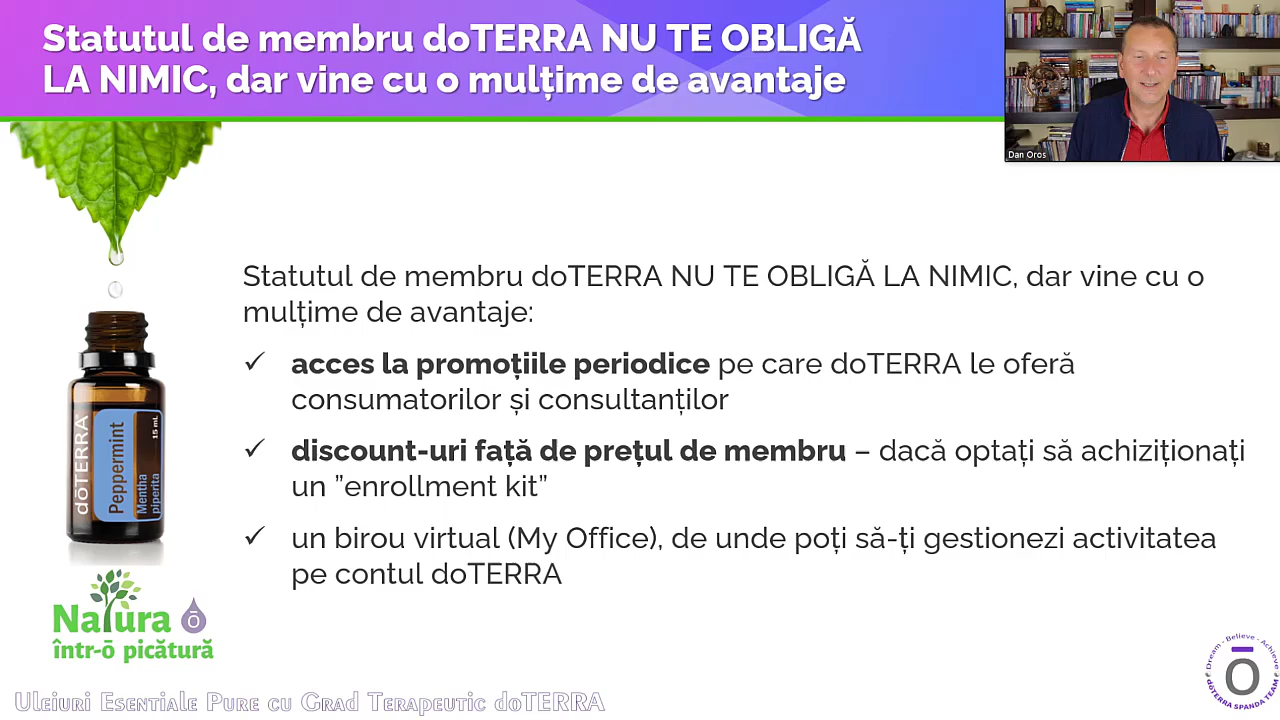 Statutul de membru doTERRA NU TE OBLIGĂ
LA NIMIC, dar vine cu o mulțime de avantaje
Dan Oros
Statutul de membru doTERRA NU TE OBLIGĂ LA NIMIC, dar vine cu o
mulțime de avantaje:
✓ acces la promoțiile periodice pe care doTERRA le oferă
consumatorilor și consultanților
✓ discount-uri față de prețul de membru – dacă optați să achiziționați
un ”enrollment kit”
✓ un birou virtual (My Office), de unde poți să-ți gestionezi activitatea
pe contul doTERRA
dōTERRA®
Peppermint
Mentha
piperita
15 mL
Natura ō
într-ō picătură
Dream - Believe - Achieve
Ō
dōTERRA SPANDA TEAM
Uleiuri Esentiale Pure cu Grad Terapeutic doTERRA